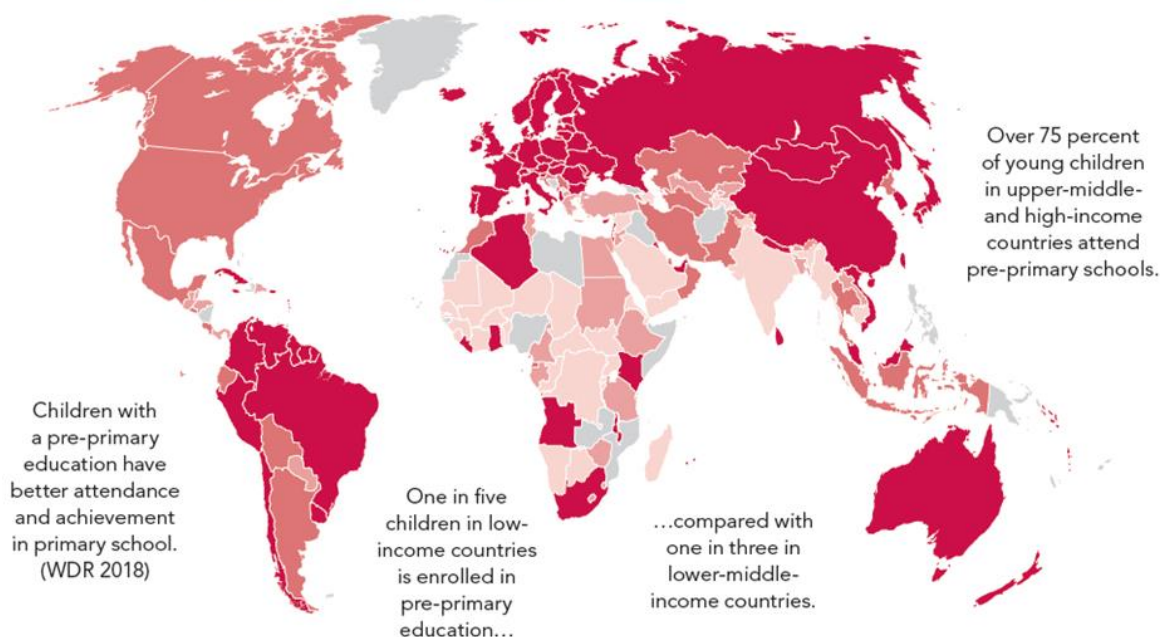 Over 75 percent
of young children
in upper-middle-
and high-income
countries attend
pre-primary schools.
Children with
a pre-primary
education have
better attendance
and achievement
in primary school.
(WDR 2018)
One in five
children in low-
income countries
is enrolled in
pre-primary
education...
...compared with
one in three in
lower-middle-
income countries.